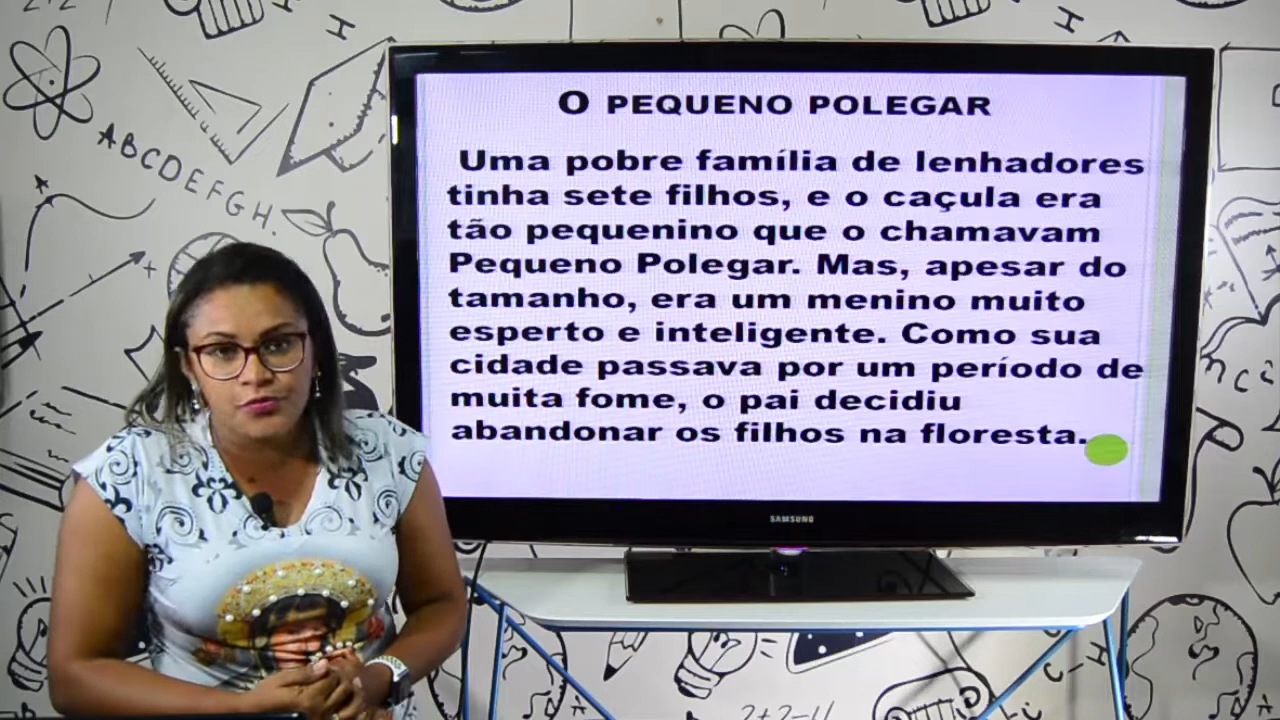 O PEQUENO POLEGAR
Uma pobre família de lenhadores
tinha sete filhos, e o caçula era
tão pequenino que o chamavam
Pequeno Polegar. Mas, apesar do
tamanho, era um menino muito
esperto e inteligente. Como sua
cidade passava por um período de
muita fome, o pai decidiu
abandonar os filhos na floresta.
SAMSUNG
ABCDEFGH.